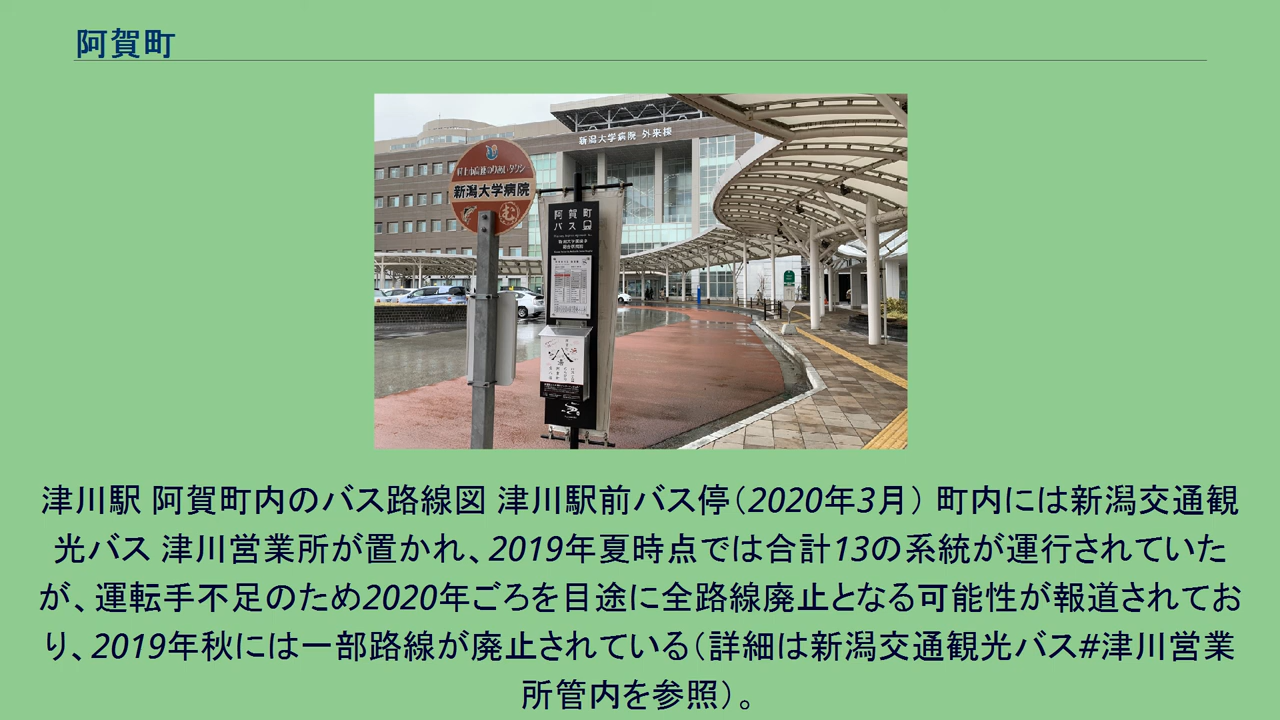 阿賀町
新潟大学病院 外来棟
新潟大学病院
阿賀町
バス
津川駅 阿賀町内のバス路線図 津川駅前バス停（2020年3月） 町内には新潟交通観
光バス 津川営業所が置かれ、2019年夏時点では合計13の系統が運行されていた
が、運転手不足のため2020年ごろを目途に全路線廃止となる可能性が報道されてお
り、2019年秋には一部路線が廃止されている（詳細は新潟交通観光バス#津川営業
所管内を参照）。